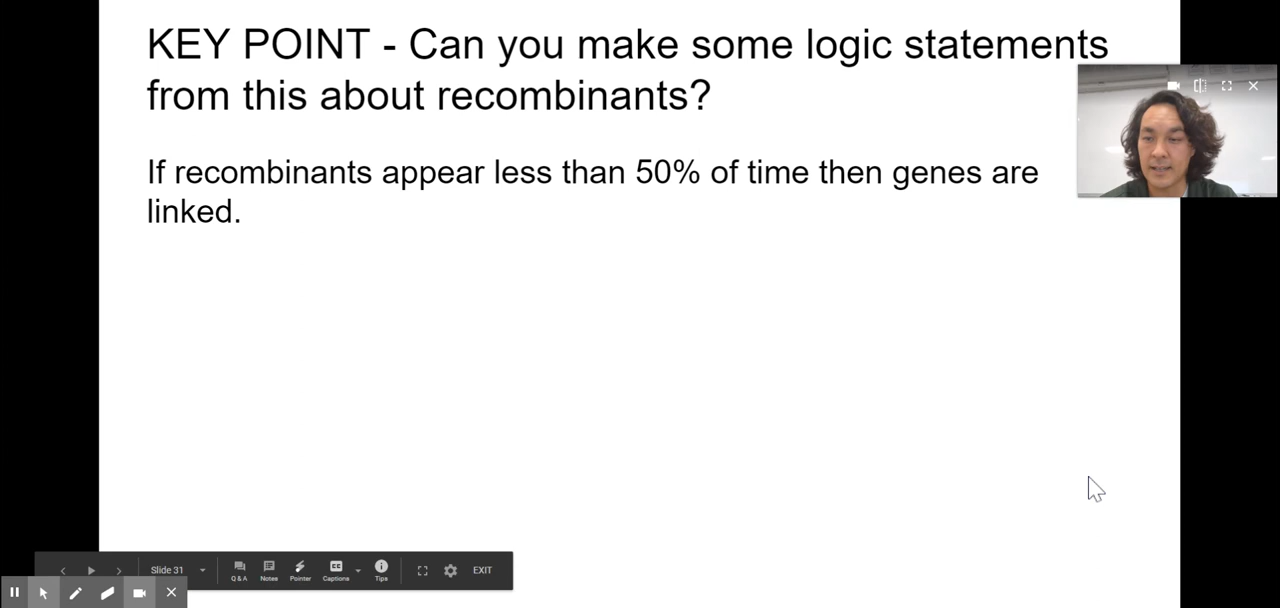 KEY POINT - Can you make some logic statements
from this about recombinants?
If recombinants appear less than 50% of time then genes are
linked.
Slide 31
Q & A
Notes
Pointer
CC
Captions
Tips
EXIT